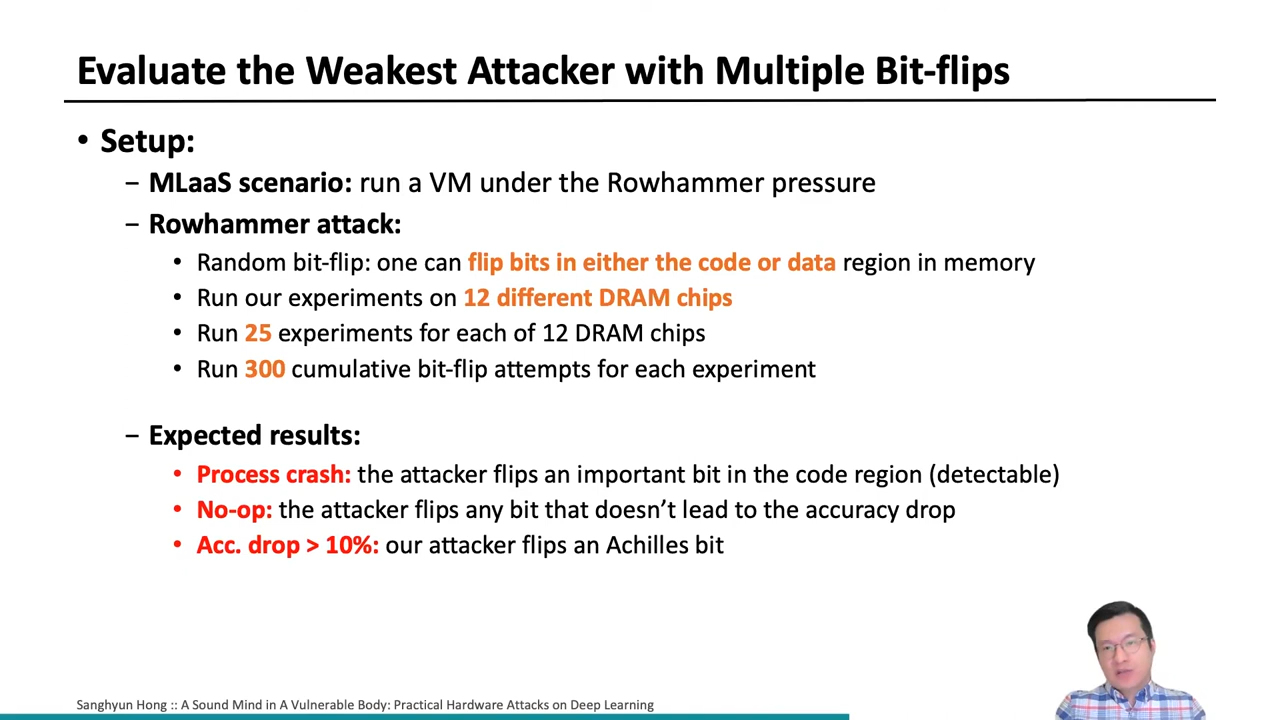 Evaluate the Weakest Attacker with Multiple Bit-flips
• Setup:
– MLaaS scenario: run a VM under the Rowhammer pressure
– Rowhammer attack:
• Random bit-flip: one can flip bits in either the code or data region in memory
• Run our experiments on 12 different DRAM chips
• Run 25 experiments for each of 12 DRAM chips
• Run 300 cumulative bit-flip attempts for each experiment
– Expected results:
• Process crash: the attacker flips an important bit in the code region (detectable)
• No-op: the attacker flips any bit that doesn't lead to the accuracy drop
• Acc. drop > 10%: our attacker flips an Achilles bit
Sanghyun Hong :: A Sound Mind in A Vulnerable Body: Practical Hardware Attacks on Deep Learning